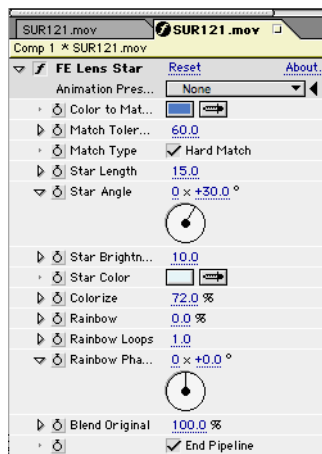 SUR121.mov SUR121.mov
Comp 1 * SUR121.mov
FE Lens Star Reset About.
Animation Pres... None
Color to Mat...
Match Toler... 60.0
Match Type Hard Match
Star Length 15.0
Star Angle 0 x +30.0 °
Star Brightn... 10.0
Star Color
Colorize 72.0 %
Rainbow 0.0 %
Rainbow Loops 1.0
Rainbow Pha... 0 x +0.0 °
Blend Original 100.0 %
End Pipeline